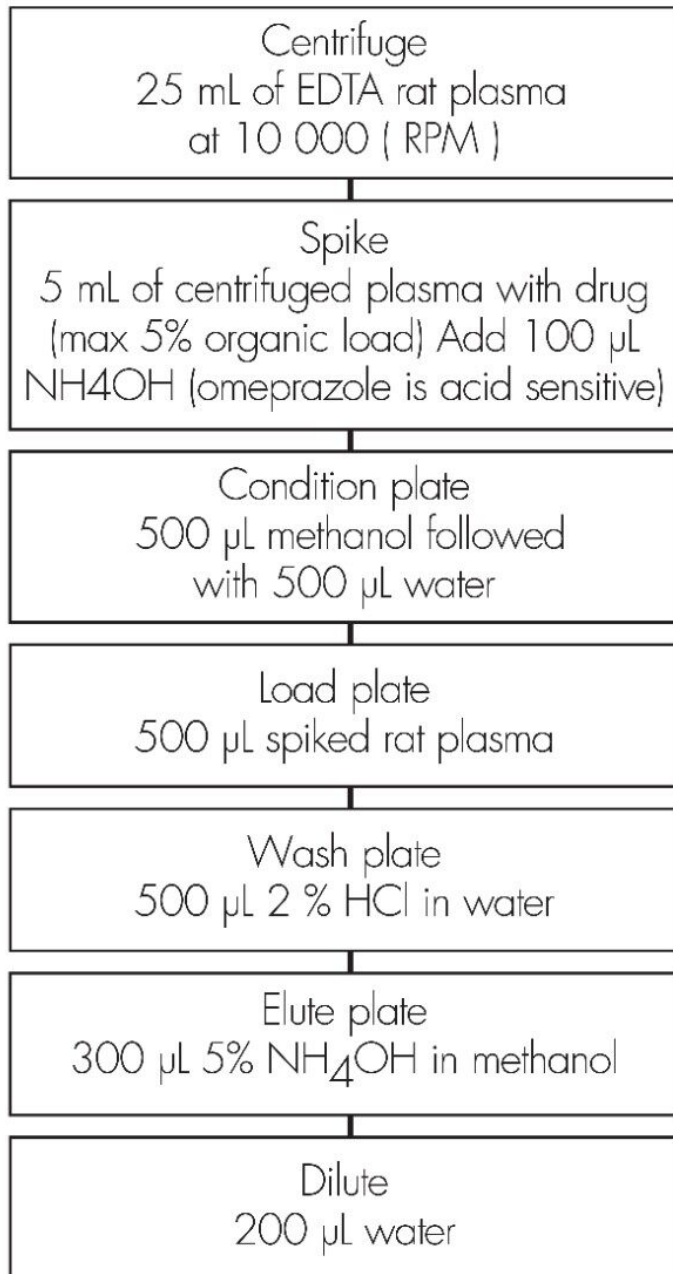 Centrifuge
25 mL of EDTA rat plasma
at 10 000 ( RPM )
Spike
5 mL of centrifuged plasma with drug
(max 5% organic load) Add 100 µL
NH4OH (omeprazole is acid sensitive)
Condition plate
500 µL methanol followed
with 500 µL water
Load plate
500 µL spiked rat plasma
Wash plate
500 µL 2 % HCl in water
Elute plate
300 µL 5% NH₄OH in methanol
Dilute
200 µL water